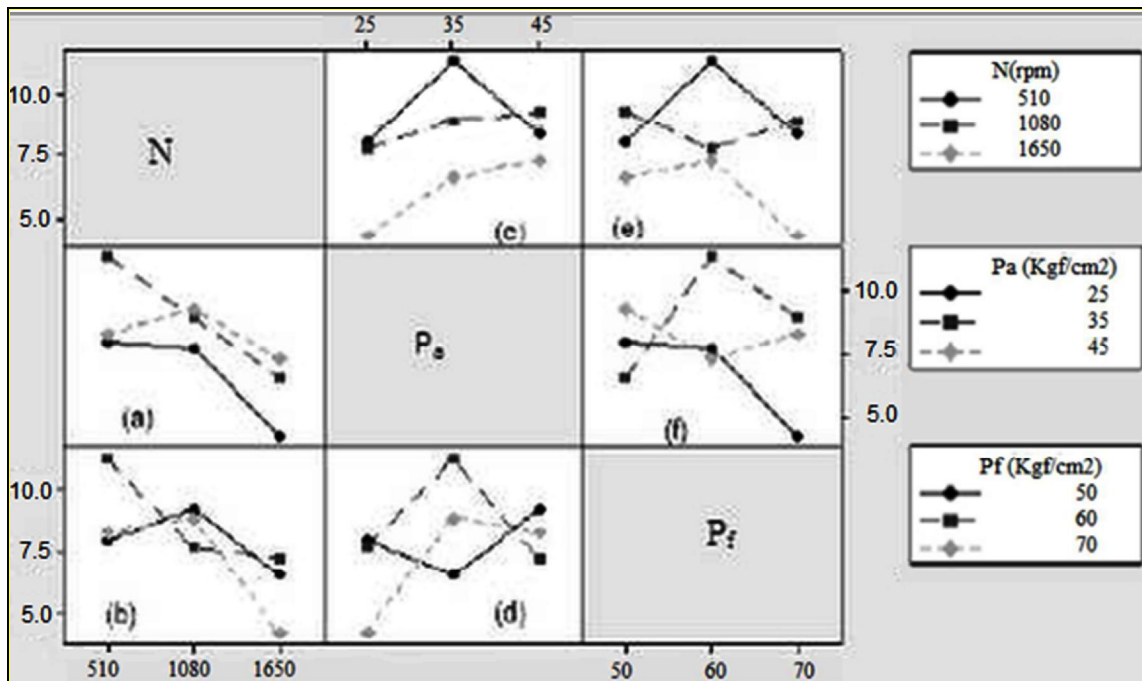 25 35 45
10.0
7.5
5.0
N
(c)
(e)
N(rpm)
510
1080
1650
(a)
Pa
(f)
10.0
7.5
5.0
Pa (Kgf/cm2)
25
35
45
10.0
7.5
5.0
(b)
(d)
Pf
Pf (Kgf/cm2)
50
60
70
510 1080 1650
50 60 70